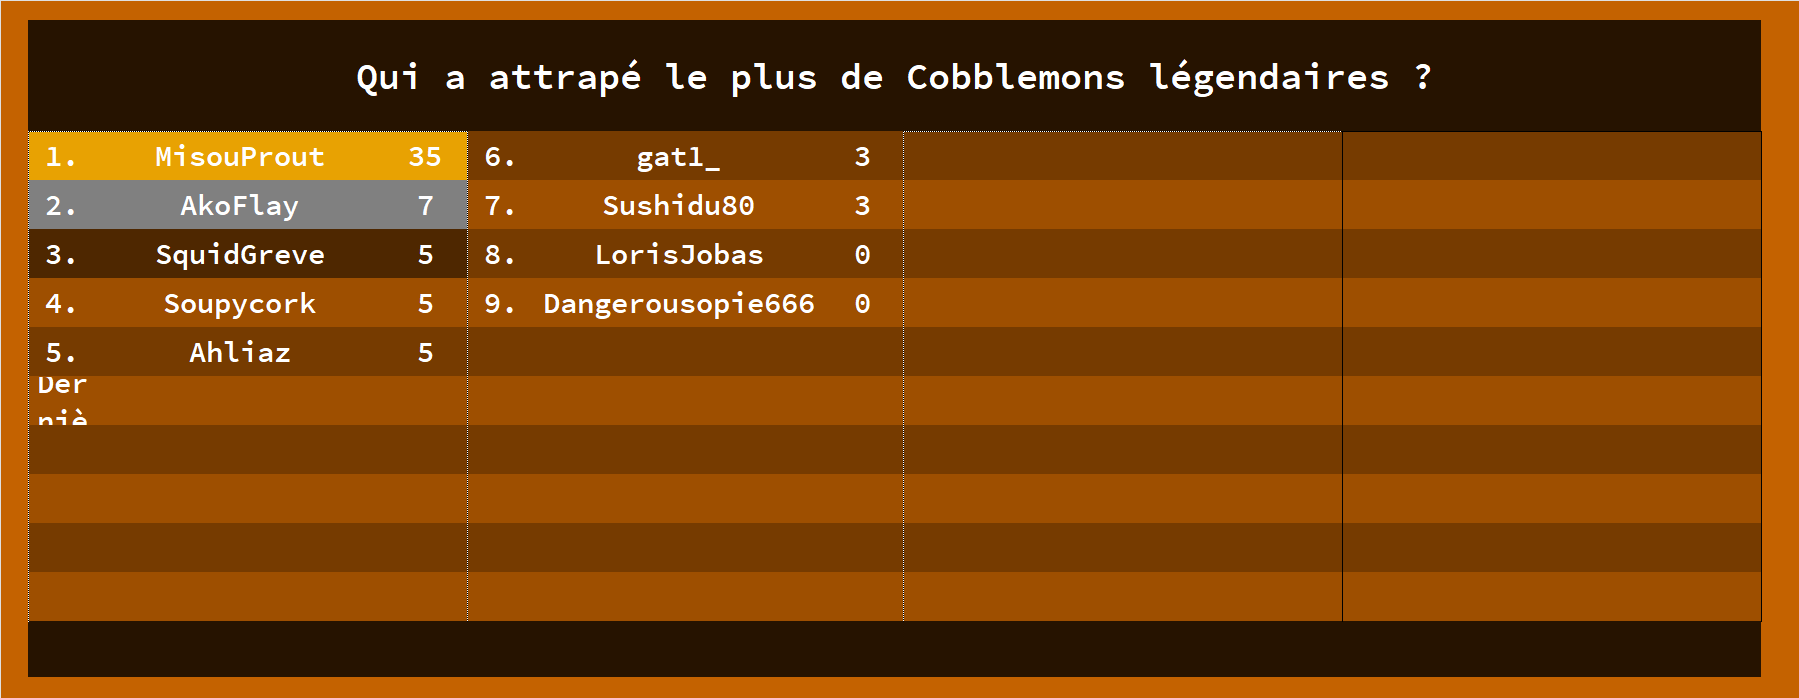 Qui a attrapé le plus de Cobblemons légendaires ?
1. MisouProut 35
2. AkoFlay 7
3. SquidGreve 5
4. Soupycork 5
5. Ahliaz 5
Der
niè
6. gatl_ 3
7. Sushidu80 3
8. LorisJobas 0
9. Dangerousopie666 0